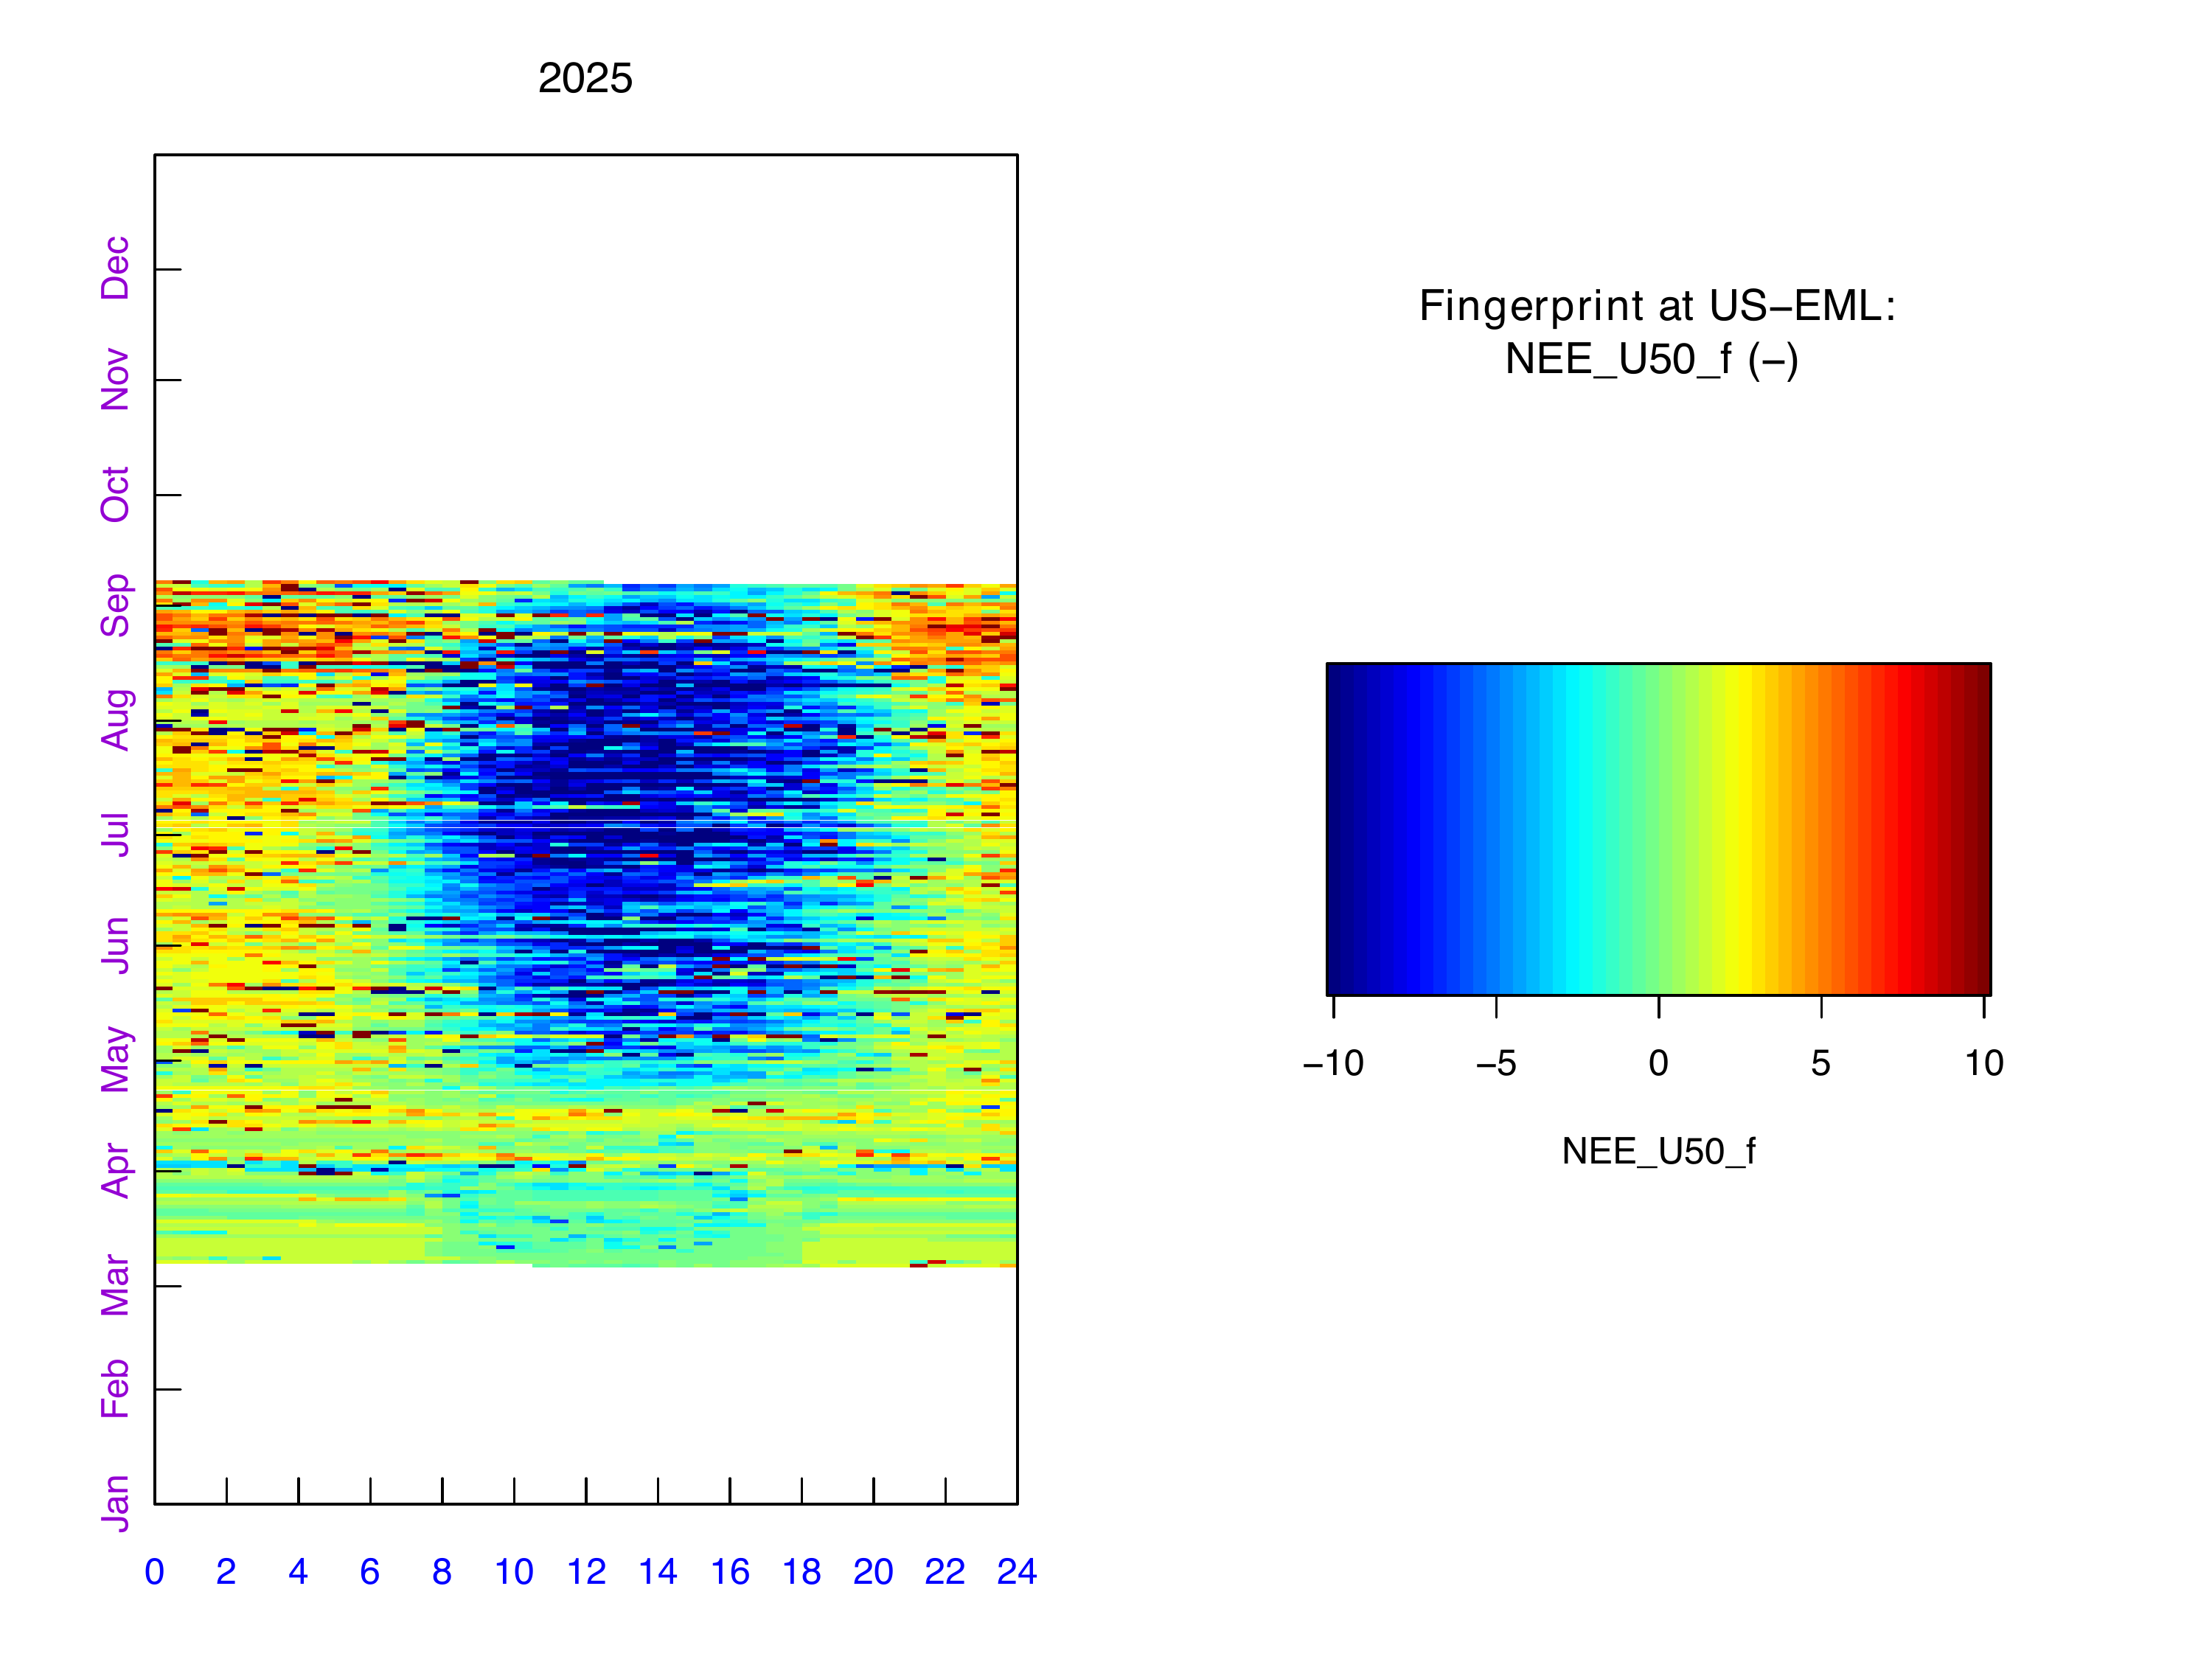 2025
Dec
Nov
Oct
Sep
Aug
Jul
Jun
May
Apr
Mar
Feb
Jan
0 2 4 6 8 10 12 14 16 18 20 22 24
Fingerprint at US−EML:
NEE_U50_f (−)
−10 −5 0 5 10
NEE_U50_f